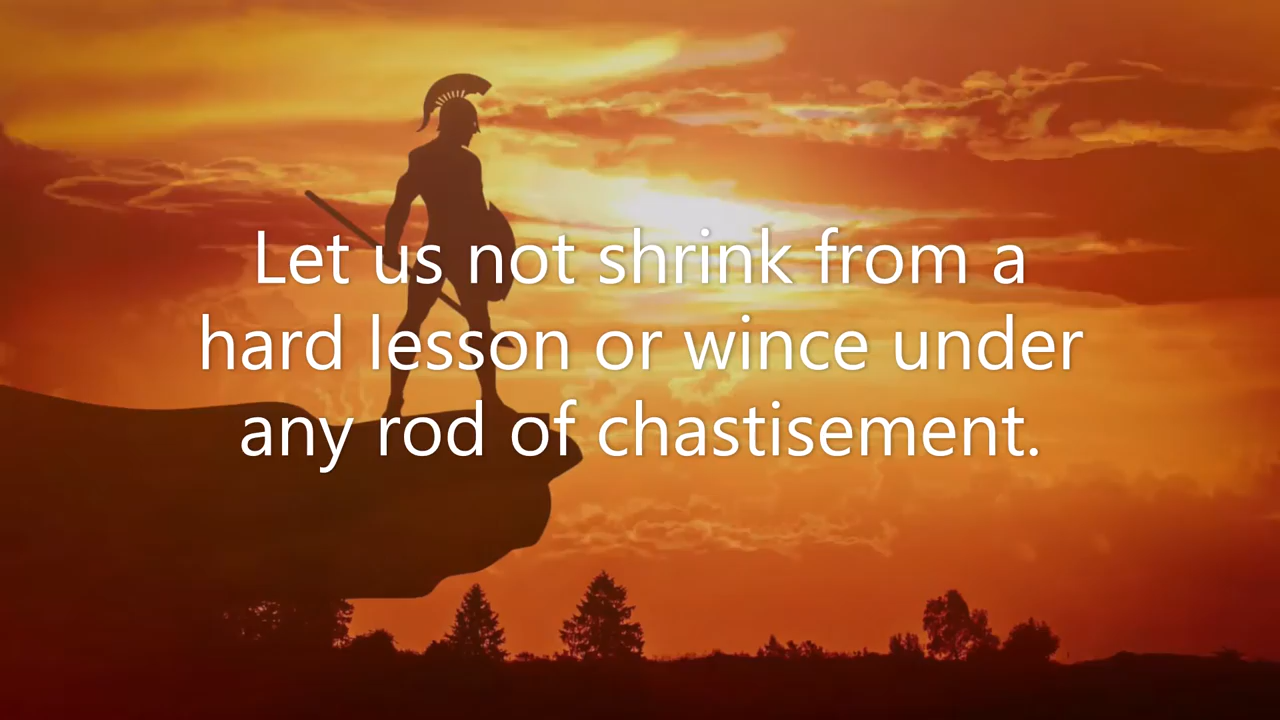 Let us not shrink from a
hard lesson or wince under
any rod of chastisement.